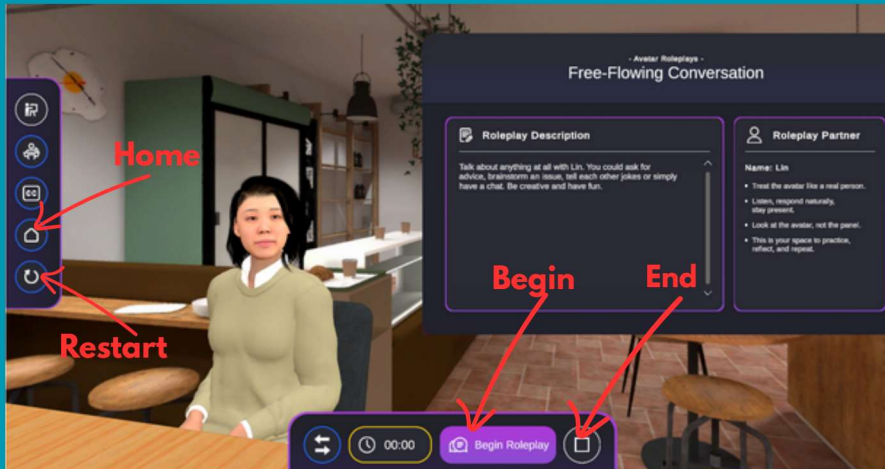 - Avatar Roleplays -
Free-Flowing Conversation
Roleplay Description
Talk about anything at all with Lin. You could ask for
advice, brainstorm an issue, tell each other jokes or simply
have a chat. Be creative and have fun.
Roleplay Partner
Name: Lin
• Treat the avatar like a real person.
• Listen, respond naturally,
stay present.
• Look at the avatar, not the panel.
• This is your space to practice,
reflect, and repeat.
Home
CC
Restart
Begin
End
00:00
Begin Roleplay